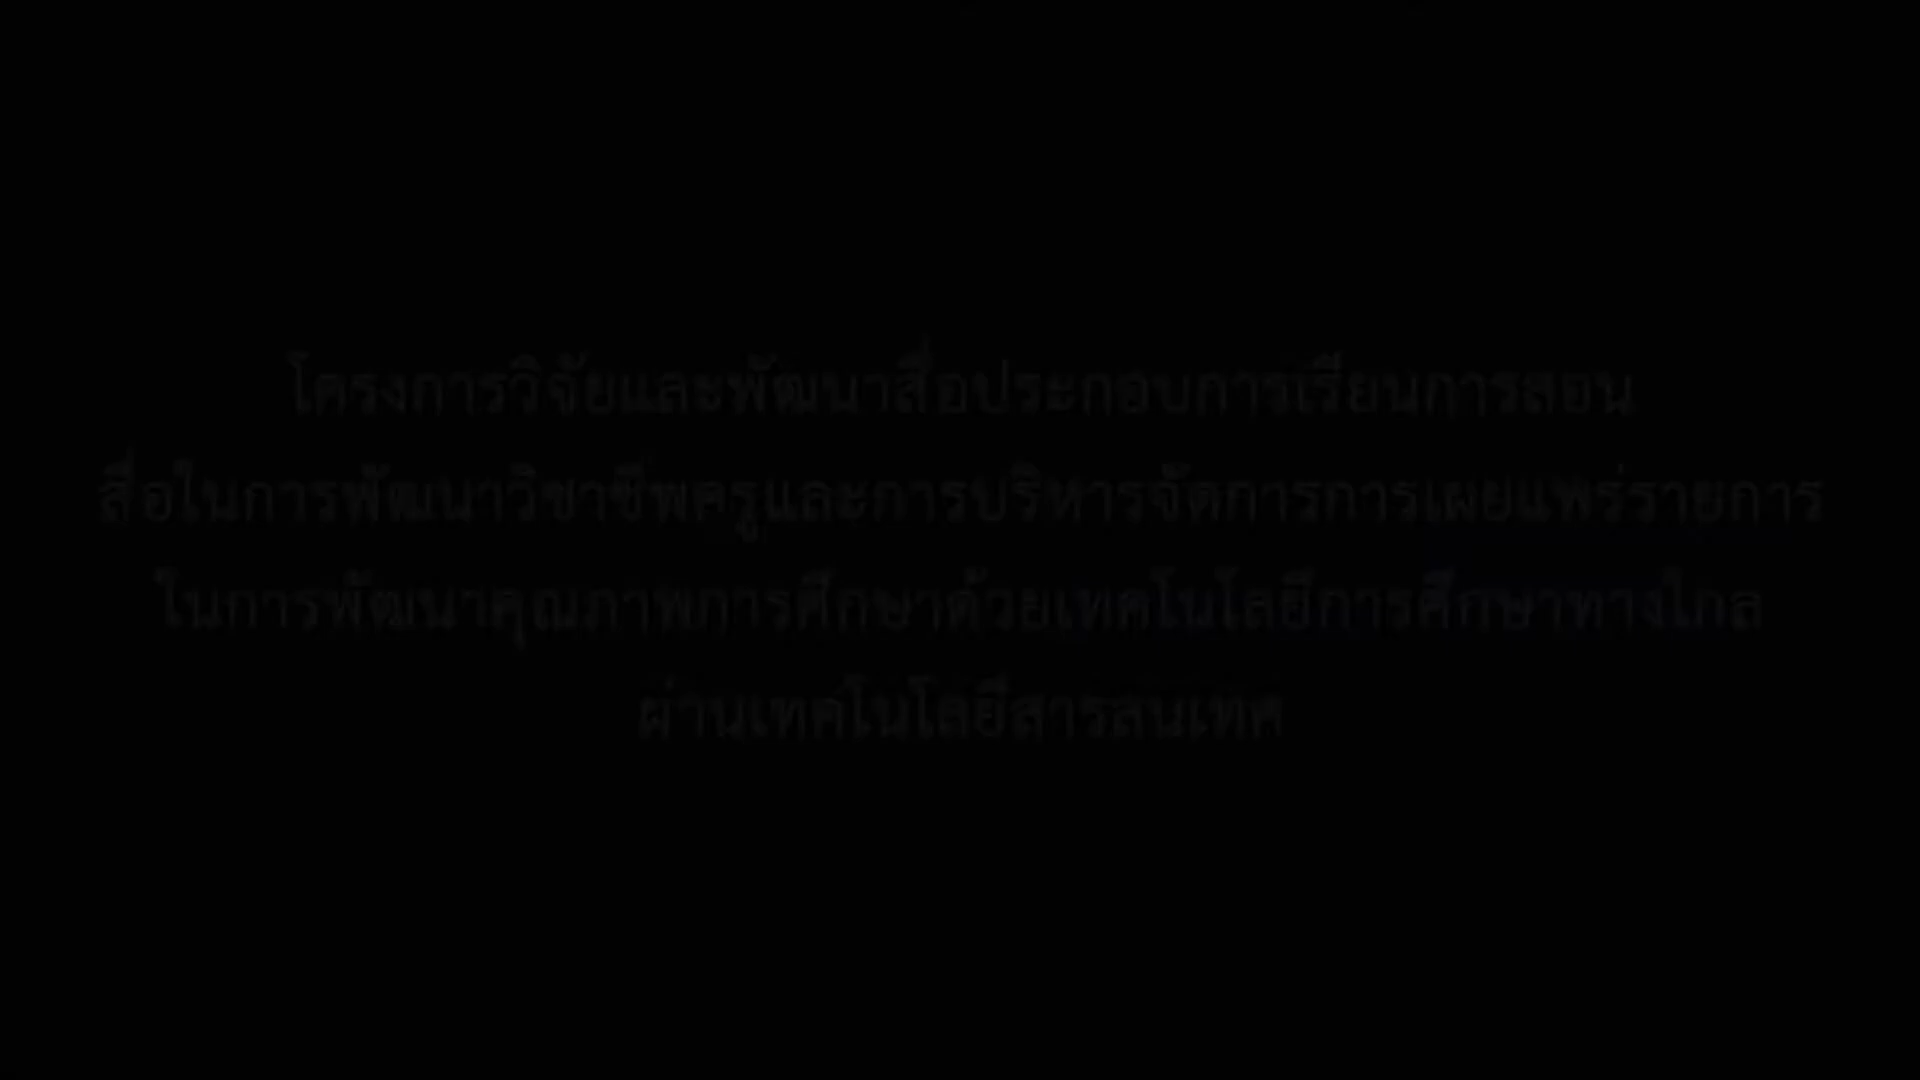 โครงการวิจัยและพัฒนาสื่อประกอบการเรียนการสอน
สื่อในการพัฒนาวิชาชีพครูและการบริหารจัดการการเผยแพร่รายการ
ในการพัฒนาคุณภาพการศึกษาด้วยเทคโนโลยีการศึกษาทางไกล
ผ่านเทคโนโลยีสารสนเทศ